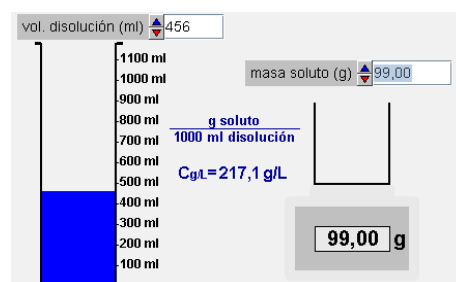 vol. disolución (ml) 456
1100 ml
1000 ml
900 ml
800 ml
700 ml
600 ml
500 ml
400 ml
300 ml
200 ml
100 ml
g soluto
1000 ml disolución
Cg/L=217,1 g/L
masa soluto (g) 99,00
99,00 g